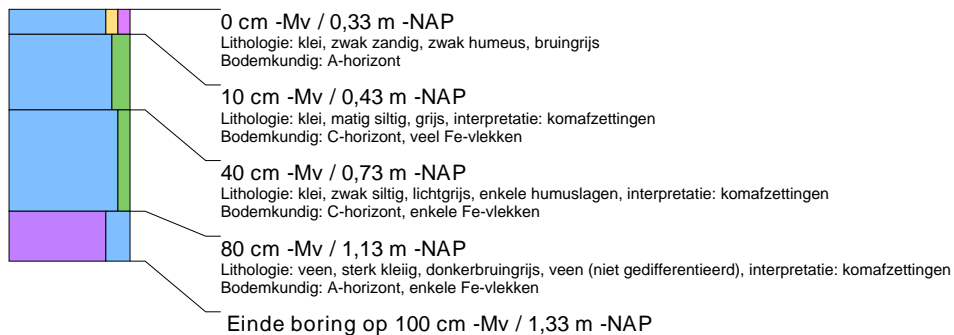 0 cm -Mv / 0,33 m -NAP
Lithologie: klei, zwak zandig, zwak humeus, bruingrijs
Bodemkundig: A-horizont
10 cm -Mv / 0,43 m -NAP
Lithologie: klei, matig siltig, grijs, interpretatie: komafzettingen
Bodemkundig: C-horizont, veel Fe-vlekken
40 cm -Mv / 0,73 m -NAP
Lithologie: klei, zwak siltig, lichtgrijs, enkele humuslagen, interpretatie: komafzettingen
Bodemkundig: C-horizont, enkele Fe-vlekken
80 cm -Mv / 1,13 m -NAP
Lithologie: veen, sterk kleiig, donkerbruingrijs, veen (niet gedifferentieerd), interpretatie: komafzettingen
Bodemkundig: A-horizont, enkele Fe-vlekken
Einde boring op 100 cm -Mv / 1,33 m -NAP